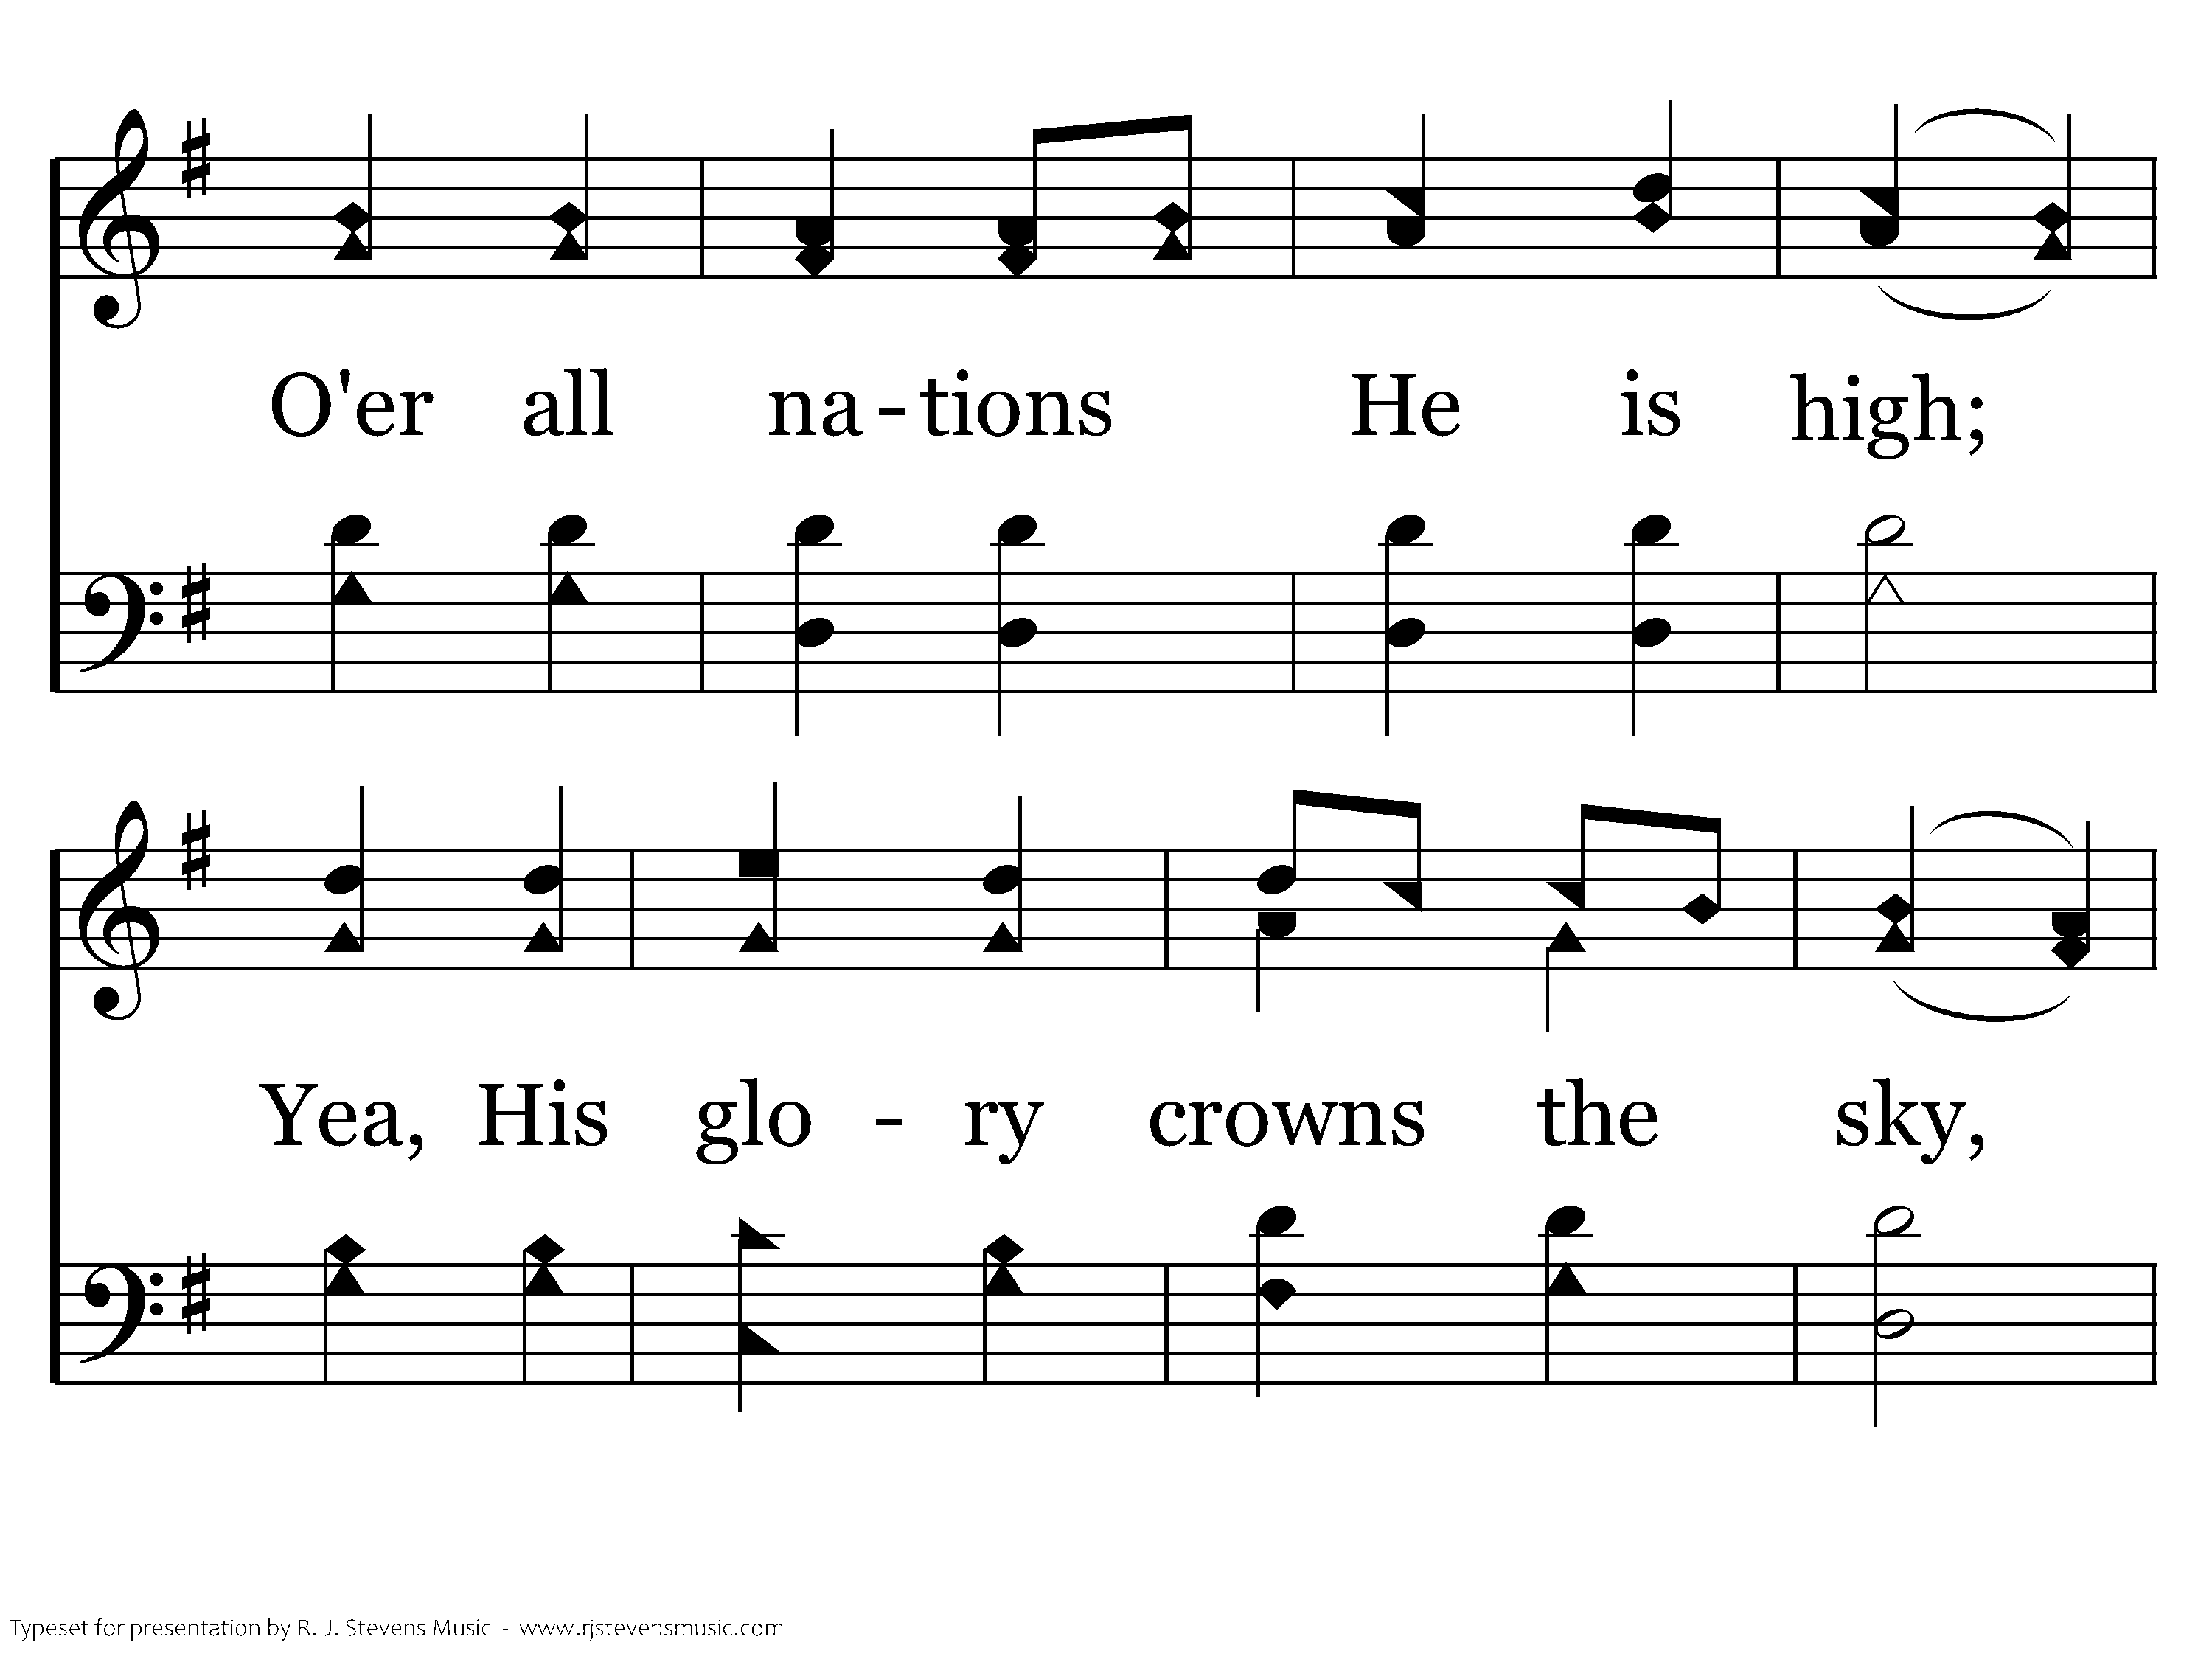 O'er all na - tions He is high;
Yea, His glo - ry crowns the sky,
Typeset for presentation by R. J. Stevens Music - www.rjstevensmusic.com